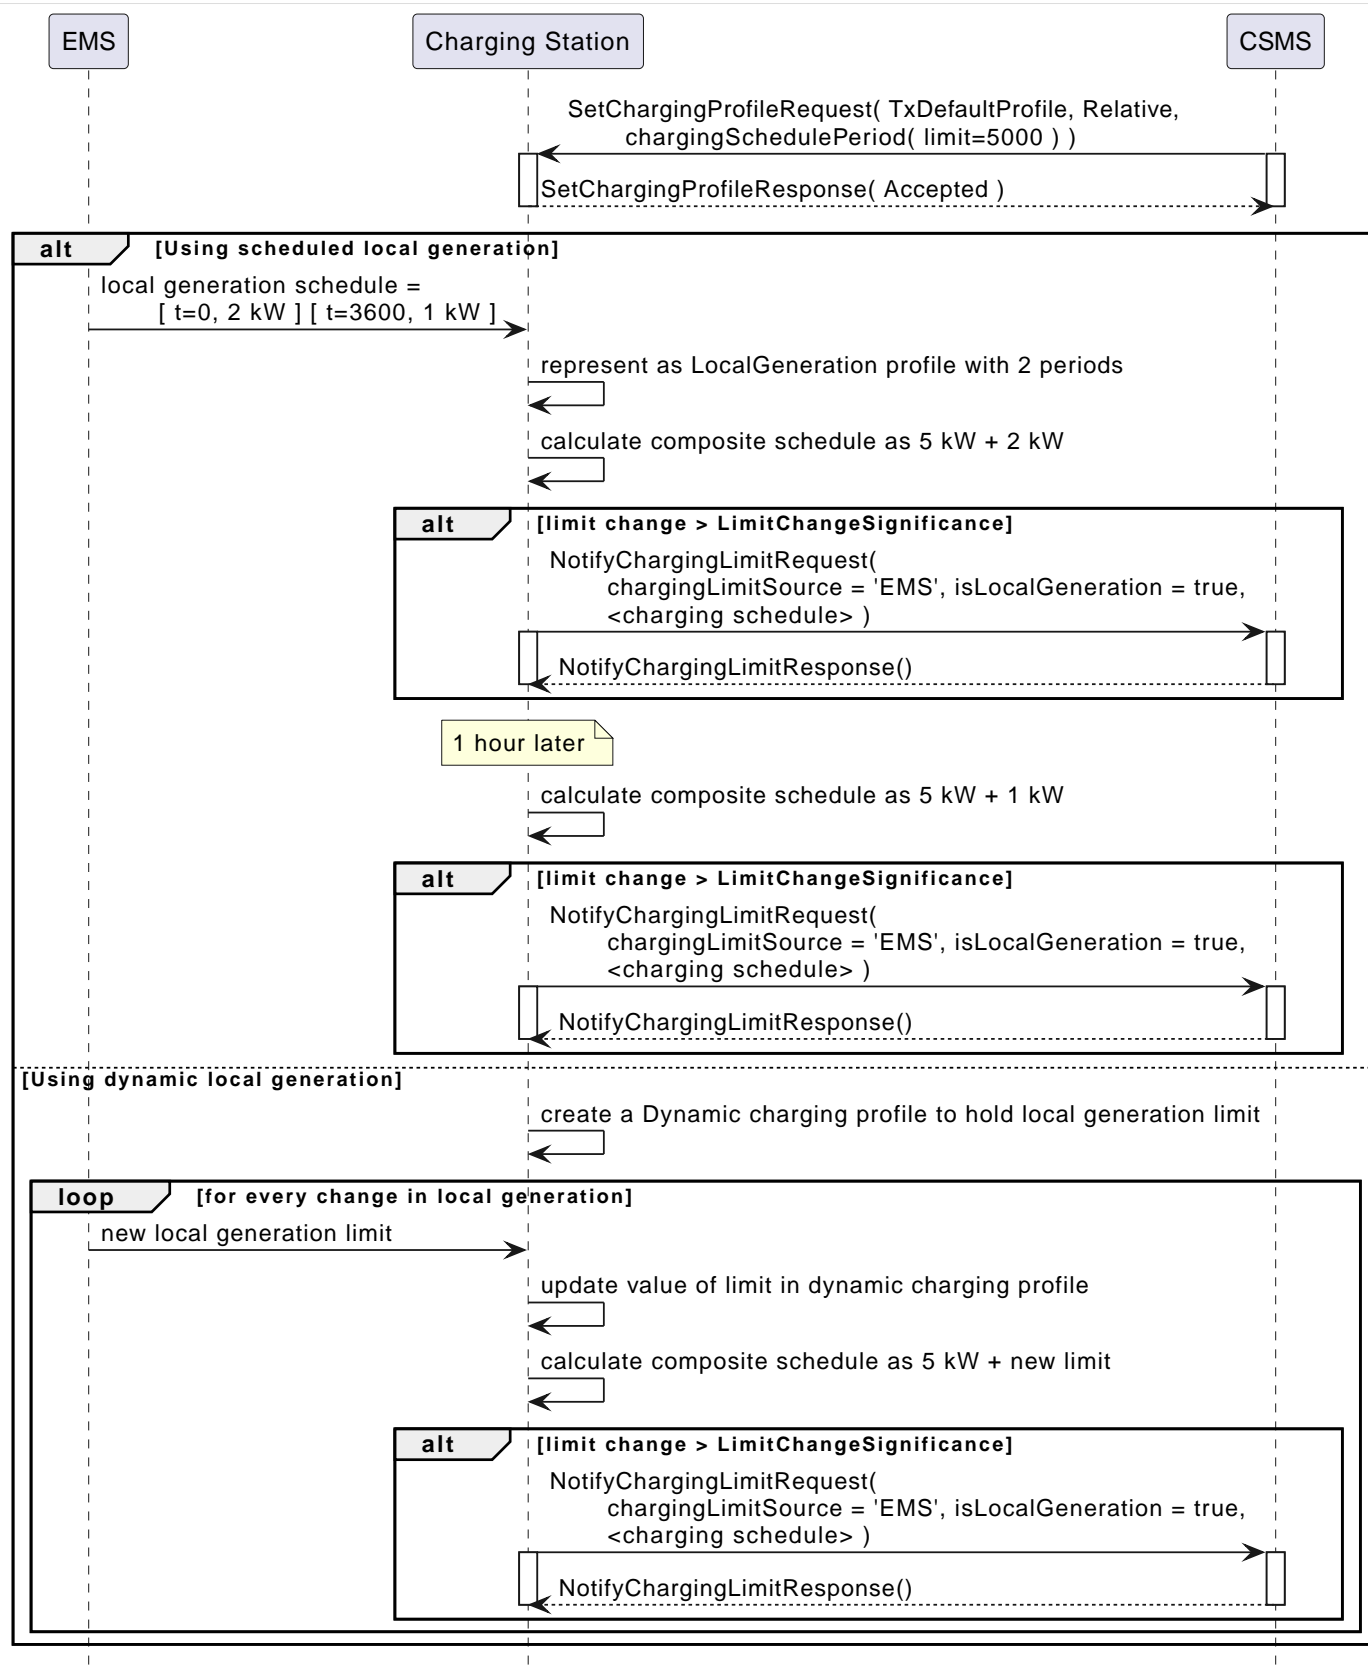 EMS
Charging Station
CSMS
SetChargingProfileRequest( TxDefaultProfile, Relative,
chargingSchedulePeriod( limit=5000 ) )
SetChargingProfileResponse( Accepted )
alt
[Using scheduled local generation]
local generation schedule =
[ t=0, 2 kW ] [ t=3600, 1 kW ]
represent as LocalGeneration profile with 2 periods
calculate composite schedule as 5 kW + 2 kW
alt
[limit change > LimitChangeSignificance]
NotifyChargingLimitRequest(
chargingLimitSource = 'EMS', isLocalGeneration = true,
<charging schedule> )
NotifyChargingLimitResponse()
1 hour later
calculate composite schedule as 5 kW + 1 kW
alt
[limit change > LimitChangeSignificance]
NotifyChargingLimitRequest(
chargingLimitSource = 'EMS', isLocalGeneration = true,
<charging schedule> )
NotifyChargingLimitResponse()
[Using dynamic local generation]
create a Dynamic charging profile to hold local generation limit
loop
[for every change in local generation]
new local generation limit
update value of limit in dynamic charging profile
calculate composite schedule as 5 kW + new limit
alt
[limit change > LimitChangeSignificance]
NotifyChargingLimitRequest(
chargingLimitSource = 'EMS', isLocalGeneration = true,
<charging schedule> )
NotifyChargingLimitResponse()